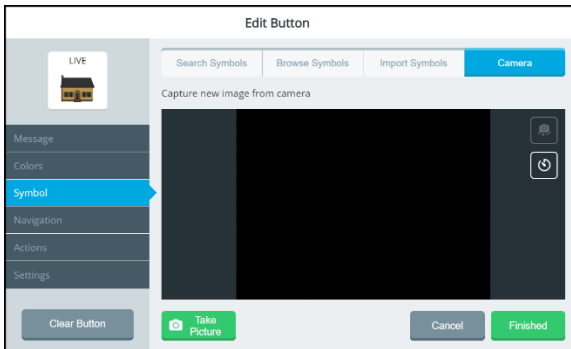 Edit Button
LIVE
Search Symbols
Browse Symbols
Import Symbols
Camera
Capture new image from camera
Message
Colors
Symbol
Navigation
Actions
Settings
Clear Button
Take
Picture
Cancel
Finished